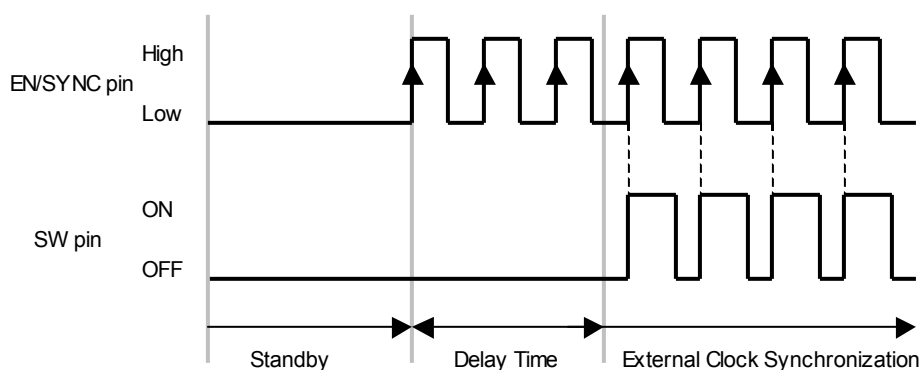 High
EN/SYNC pin
Low
ON
SW pin
OFF
Standby
Delay Time
External Clock Synchronization